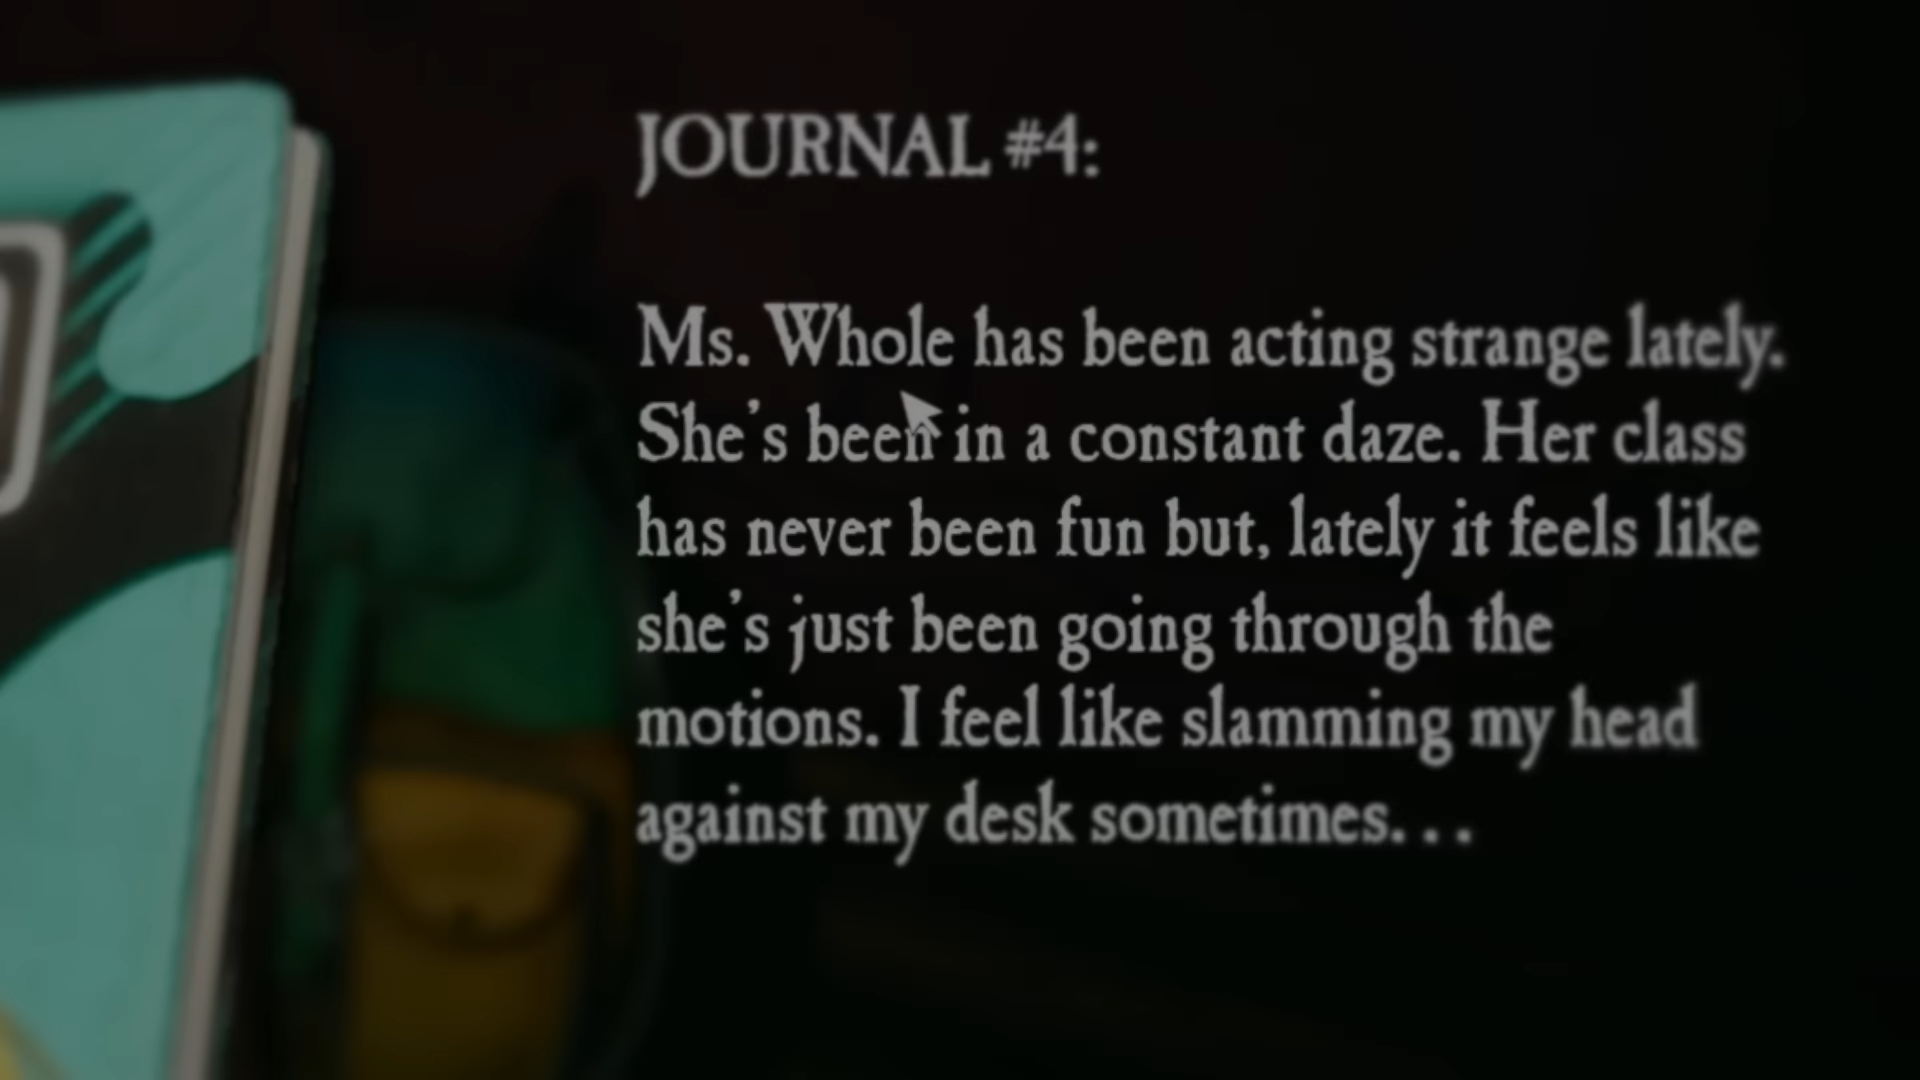 JOURNAL #4:
Ms. Whole has been acting strange lately.
She's been in a constant daze. Her class
has never been fun but, lately it feels like
she's just been going through the
motions. I feel like slamming my head
against my desk sometimes. . .